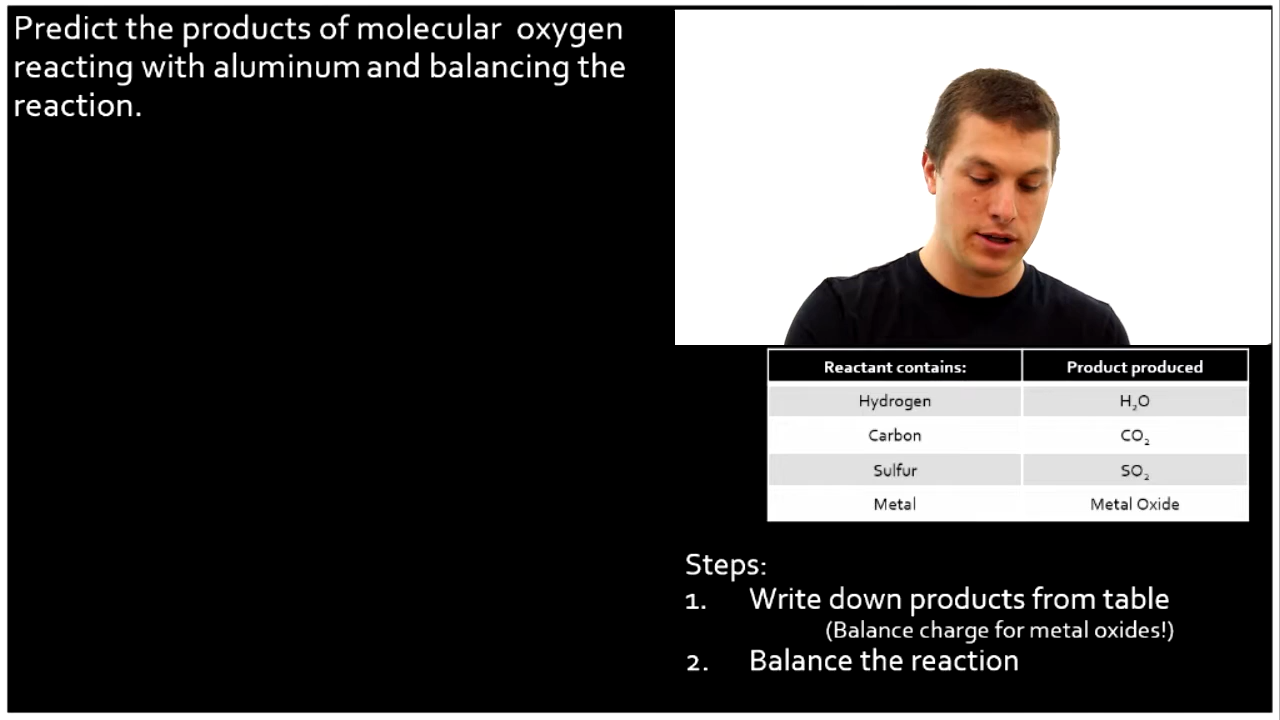 Predict the products of molecular oxygen
reacting with aluminum and balancing the
reaction.
Reactant contains: Product produced
Hydrogen H₂O
Carbon CO₂
Sulfur SO₂
Metal Metal Oxide
Steps:
1. Write down products from table
(Balance charge for metal oxides!)
2. Balance the reaction